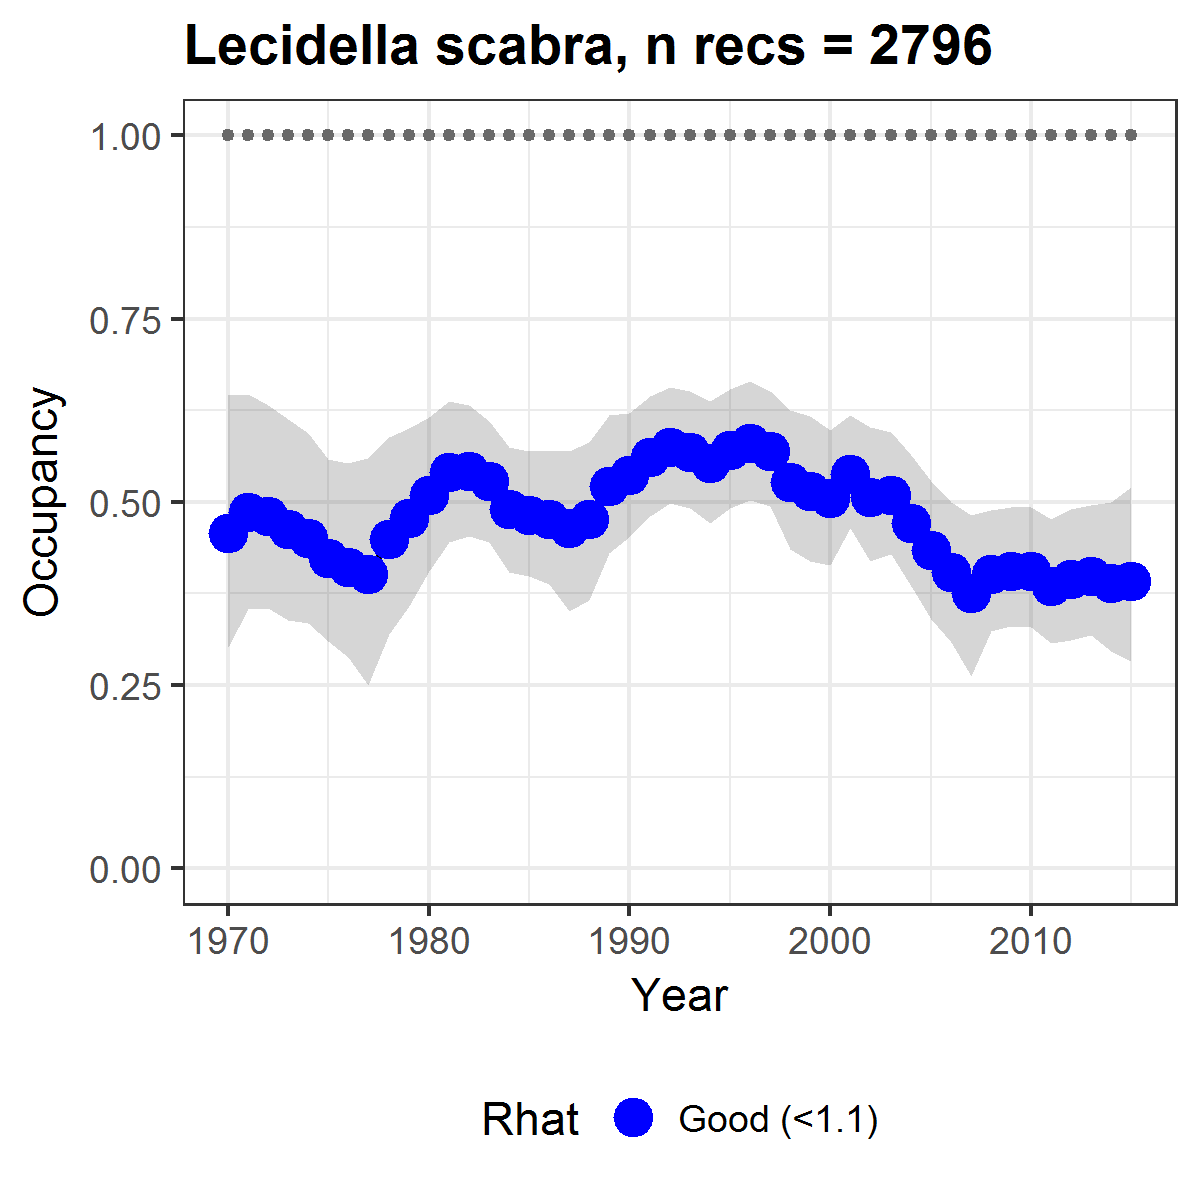 Lecidella scabra, n recs = 2796
1.00
0.75
0.50
0.25
0.00
Occupancy
1970 1980 1990 2000 2010
Year
Rhat Good (<1.1)